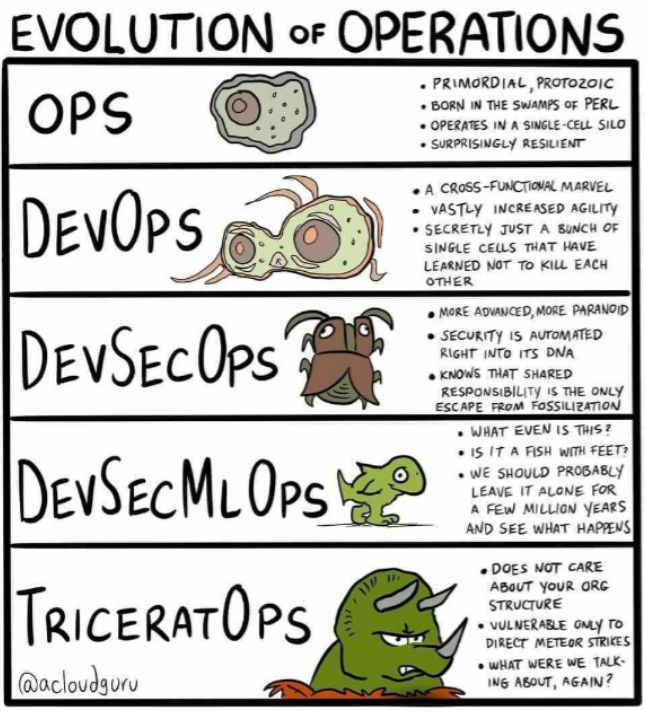 EVOLUTION OF OPERATIONS
OPS
• PRIMORDIAL, PROTOZOIC
• BORN IN THE SWAMPS OF PERL
• OPERATES IN A SINGLE-CELL SILO
• SURPRISINGLY RESILIENT
DEVOPS
• A CROSS-FUNCTIONAL MARVEL
• VASTLY INCREASED AGILITY
• SECRETLY JUST A BUNCH OF
SINGLE CELLS THAT HAVE
LEARNED NOT TO KILL EACH
OTHER
DEVSECOPS
• MORE ADVANCED, MORE PARANOID
• SECURITY IS AUTOMATED
RIGHT INTO ITS DNA
• KNOWS THAT SHARED
RESPONSIBILITY IS THE ONLY
ESCAPE FROM FOSSILIZATION
DEVSECMLOPS
• WHAT EVEN IS THIS?
• IS IT A FISH WITH FEET?
• WE SHOULD PROBABLY
LEAVE IT ALONE FOR
A FEW MILLION YEARS
AND SEE WHAT HAPPENS
TRICERATOPS
• DOES NOT CARE
ABOUT YOUR ORG
STRUCTURE
• VULNERABLE ONLY TO
DIRECT METEOR STRIKES
• WHAT WERE WE TALK-
ING ABOUT, AGAIN?
@acloudguru